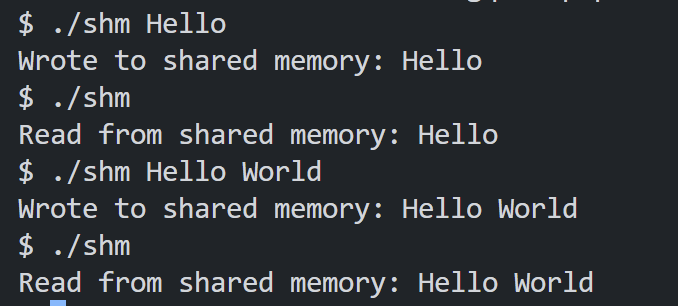 $ ./shm Hello
Wrote to shared memory: Hello
$ ./shm
Read from shared memory: Hello
$ ./shm Hello World
Wrote to shared memory: Hello World
$ ./shm
Read from shared memory: Hello World